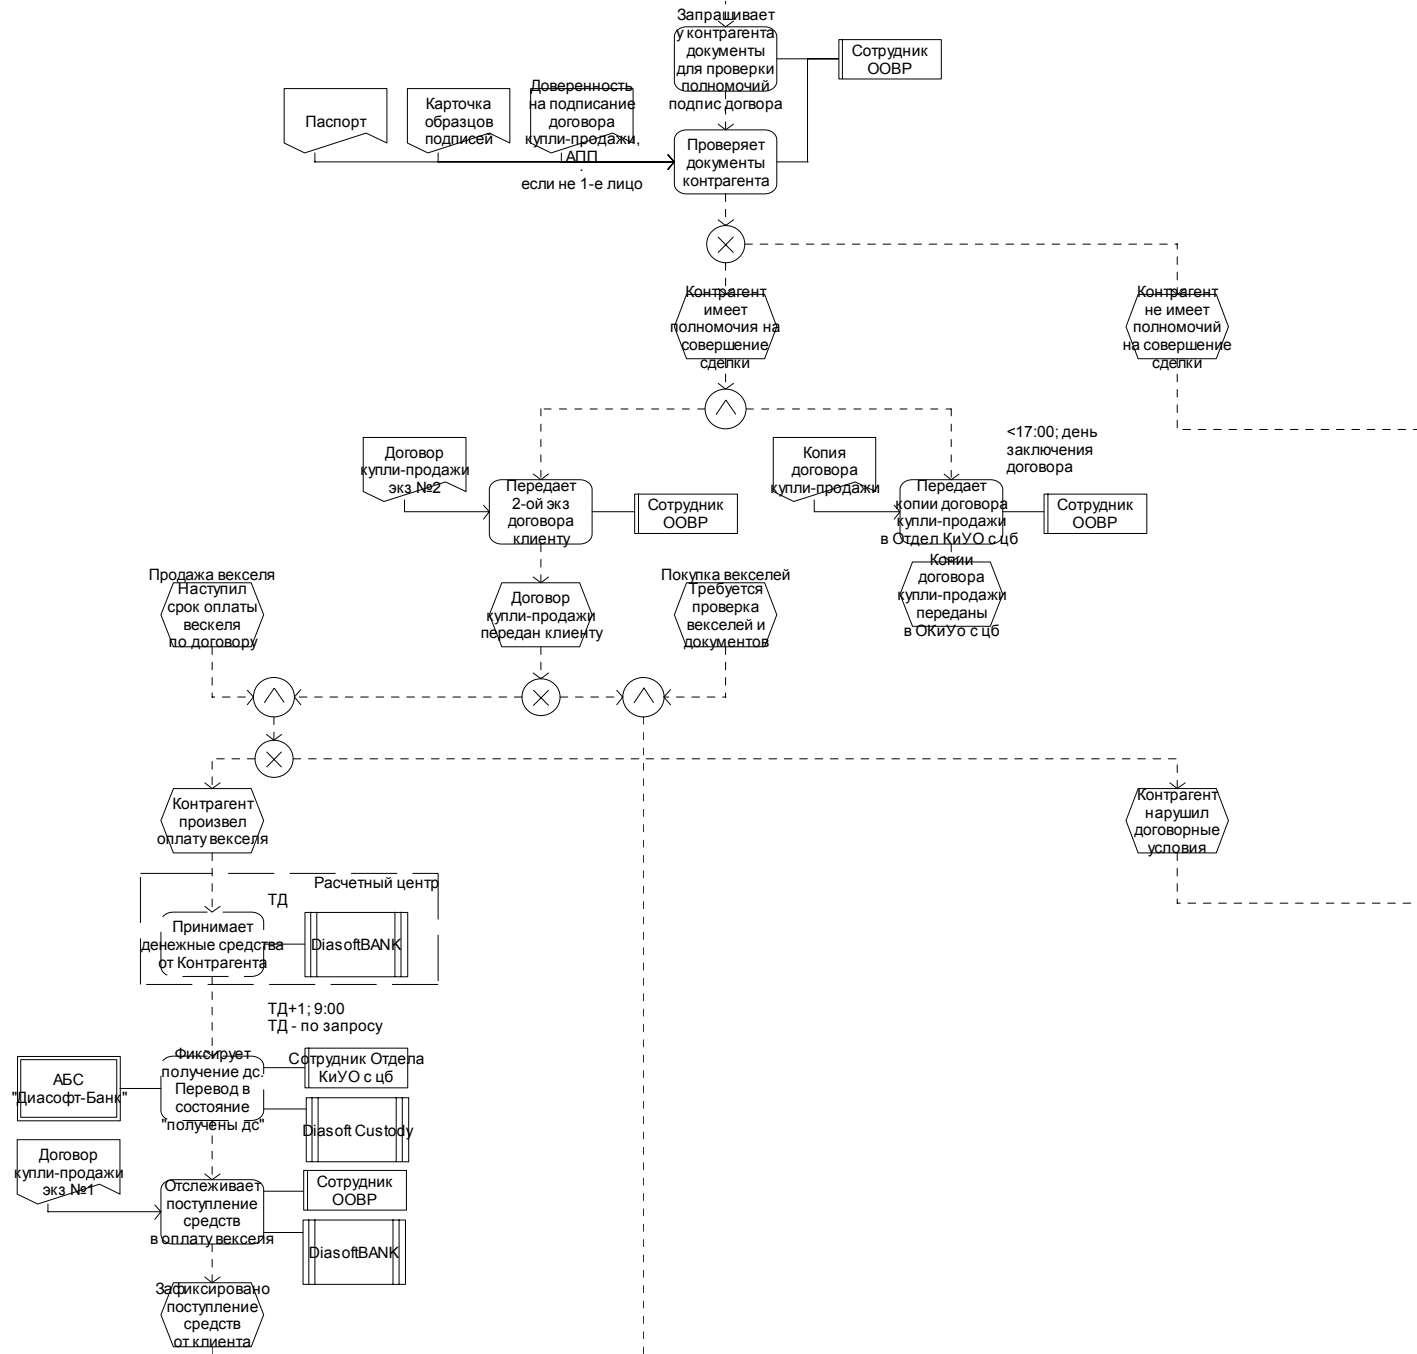 Запрашивает
у контрагента
документы
для проверки
полномочий
подпис догвора
Сотрудник
ООВР
Паспорт
Карточка
образцов
подписей
Доверенность
на подписание
договора
купли-продажи,
АПП
.
если не 1-е лицо
Проверяет
документы
контрагента
Контрагент
имеет
полномочия на
совершение
сделки
Контрагент
не имеет
полномочий
на совершение
сделки
Договор
купли-продажи
экз №2
Передает
2-ой экз
договора
клиенту
Сотрудник
ООВР
Копия
договора
купли-продажи
<17:00; день
заключения
договора
Передает
копии договора
купли-продажи
в Отдел КиУО с цб
Сотрудник
ООВР
Продажа векселя
Наступил
срок оплаты
вескеля
по договору
Договор
купли-продажи
передан клиенту
Покупка векселей
Требуется
проверка
векселей и
документов
Копии
договора
купли-продажи
переданы
в ОКиУо с цб
Контрагент
произвел
оплату векселя
Контрагент
нарушил
договорные
условия
Расчетный центр
ТД
Принимает
денежные средства
от Контрагента
DiasoftBANK
ТД+1; 9:00
ТД - по запросу
АБС
"Диасофт-Банк"
Фиксирует
получение дс.
Перевод в
состояние
"получены дс"
Сотрудник Отдела
КиУО с цб
Diasoft Custody
Договор
купли-продажи
экз №1
Отслеживает
поступление
средств
в оплату векселя
Сотрудник
ООВР
DiasoftBANK
Зафиксировано
поступление
средств
от клиента